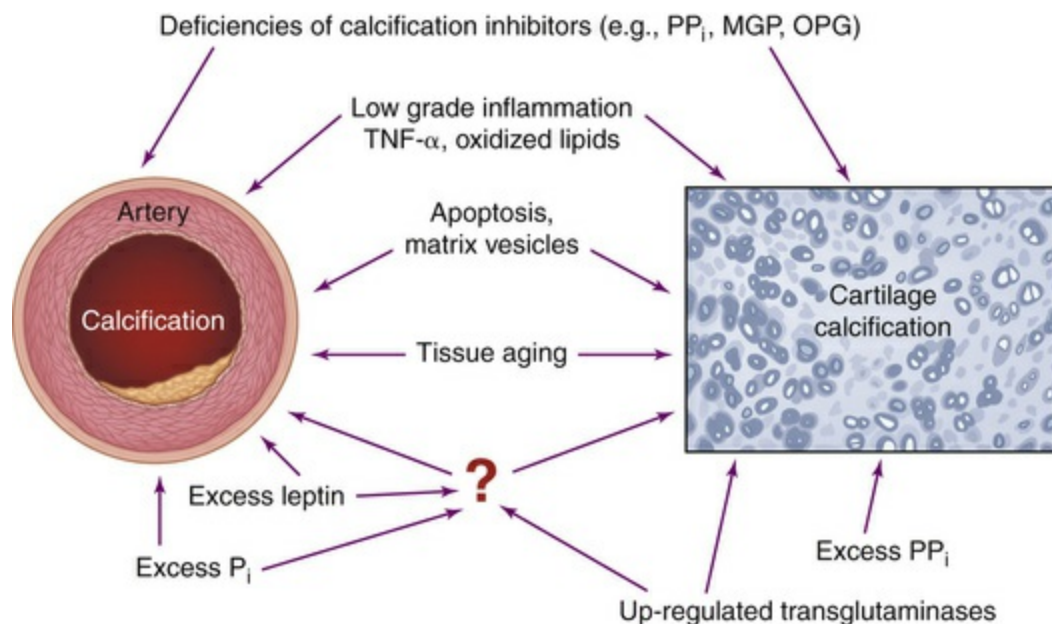 Deficiencies of calcification inhibitors (e.g., PPi, MGP, OPG)
Low grade inflammation
TNF-α, oxidized lipids
Artery
Apoptosis,
matrix vesicles
Calcification
Cartilage
calcification
Tissue aging
?
Excess leptin
Excess Pi
Excess PPi
Up-regulated transglutaminases